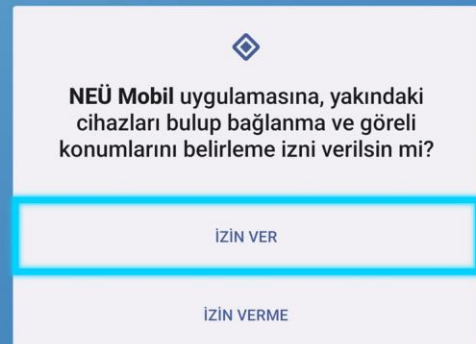 NEÜ Mobil uygulamasına, yakındaki
cihazları bulup bağlanma ve göreli
konumlarını belirleme izni verilsin mi?
İZİN VER
İZİN VERME